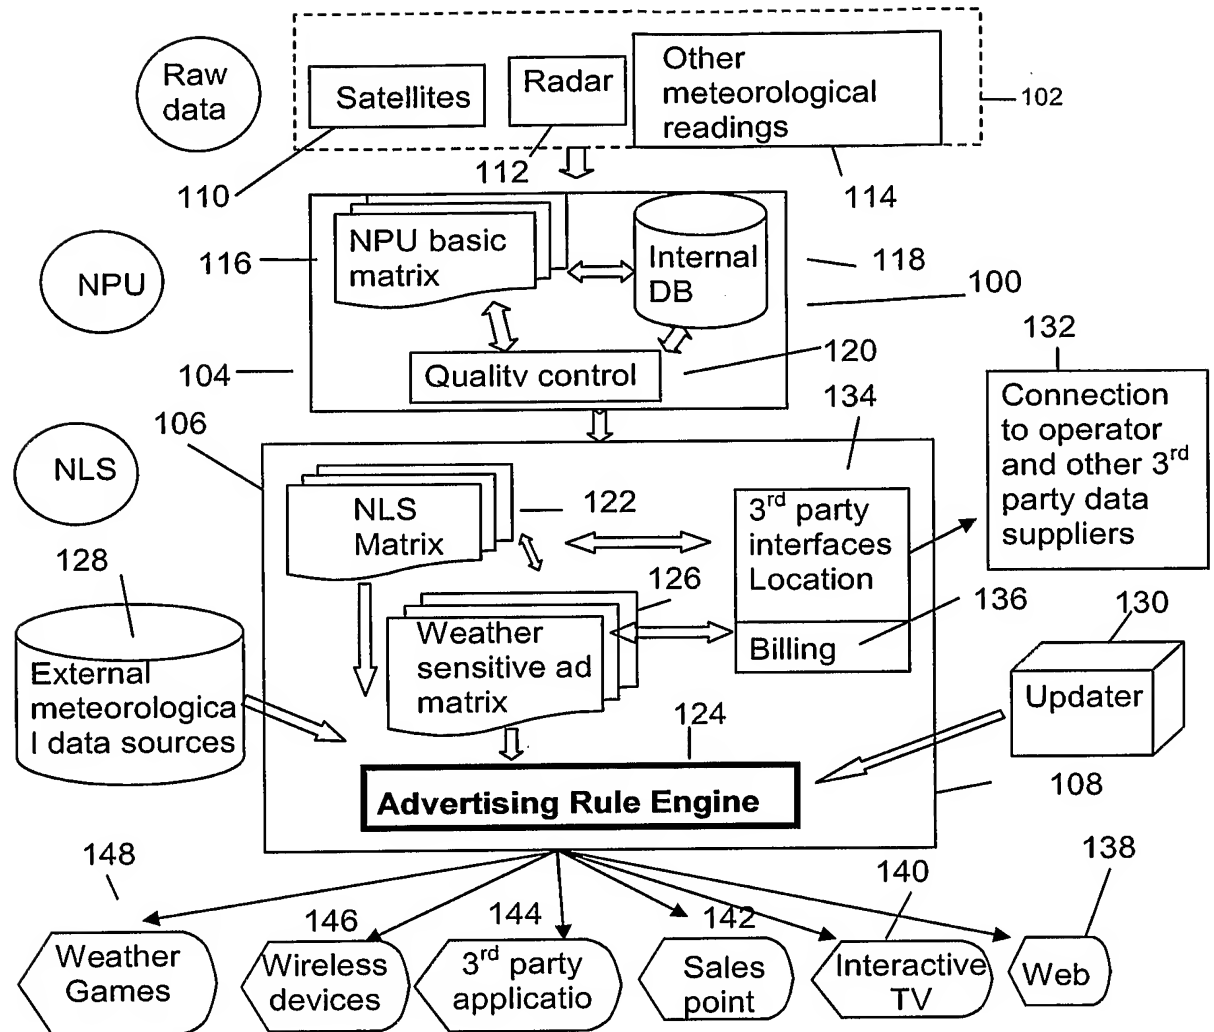 Raw
data
Satellites
Radar
Other
meteorological
readings
102
110
112
114
NPU
116
NPU basic
matrix
Internal
DB
118
100
104
Qualitv control
120
132
Connection
to operator
and other 3rd
party data
suppliers
106
NLS
NLS
Matrix
122
134
3rd party
interfaces
Location
Billing
136
128
External
meteorologica
l data sources
126
Weather
sensitive ad
matrix
130
Updater
124
Advertising Rule Engine
108
148
Weather
Games
146
Wireless
devices
144
3rd party
applicatio
142
Sales
point
140
Interactive
TV
138
Web